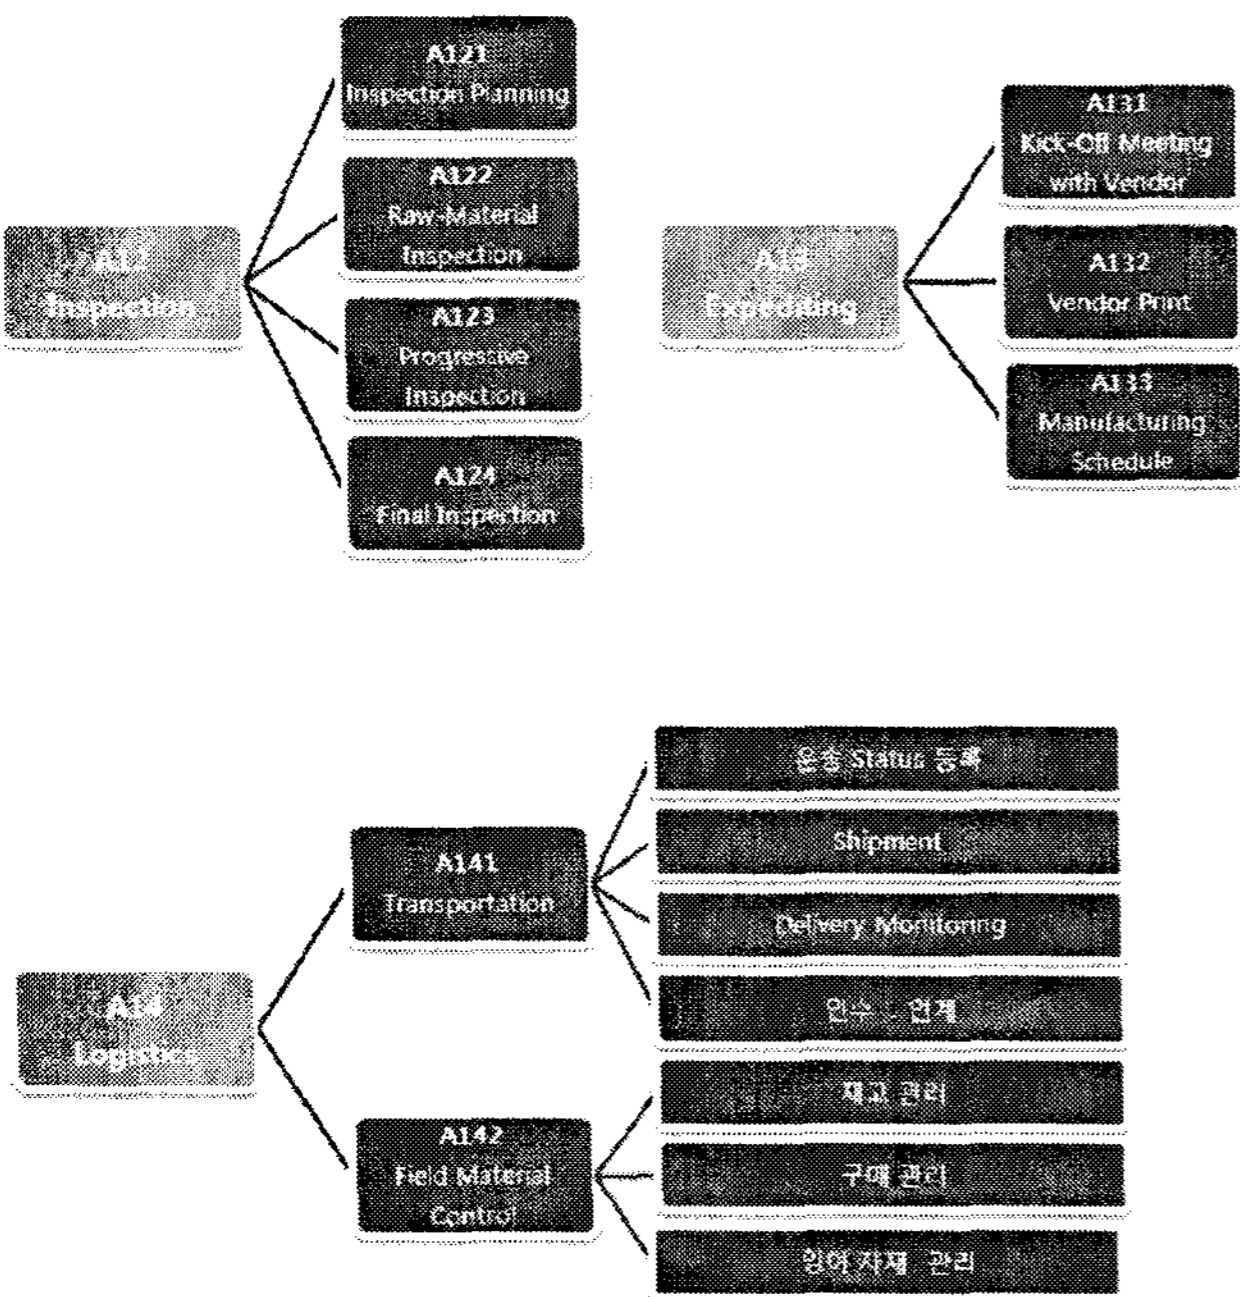 A12
Inspection
A121
Inspection Planning
A122
Raw-Material
Inspection
A123
Progressive
Inspection
A124
Final Inspection
A13
Expediting
A131
Kick-Off Meeting
with Vendor
A132
Vendor Print
A133
Manufacturing
Schedule
A14
Logistics
A141
Transportation
운송 Status 등록
Shipment
Delivery Monitoring
인수 인계
A142
Field Material
Control
재고 관리
구매 관리
잉여 자재 관리